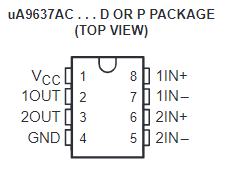 uA9637AC . . . D OR P PACKAGE
(TOP VIEW)
VCC 1 8 1IN+
1OUT 2 7 1IN−
2OUT 3 6 2IN+
GND 4 5 2IN−